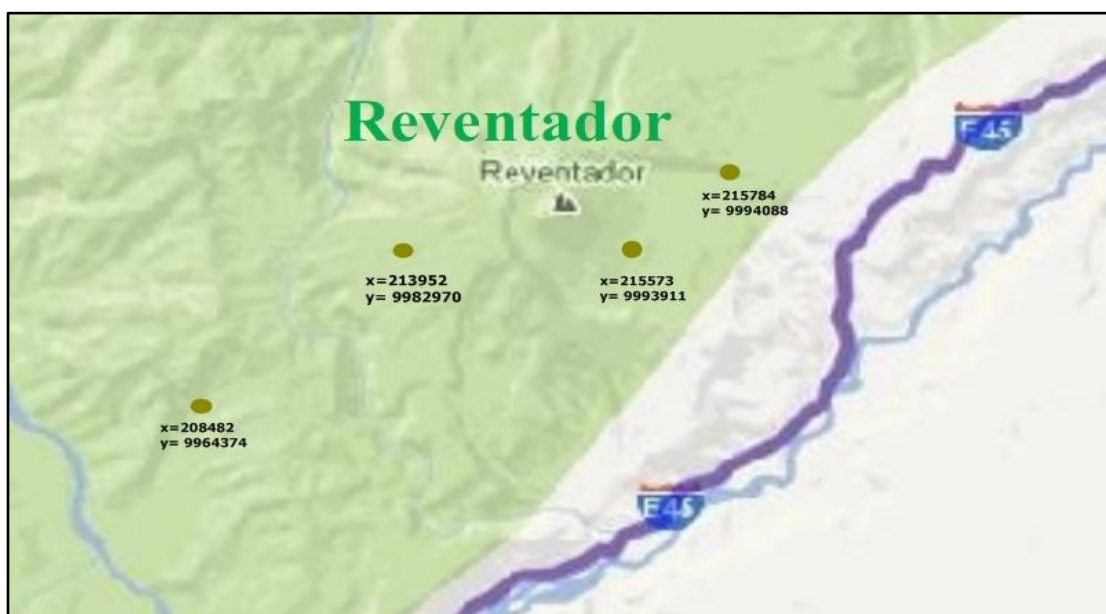 Reventador
Reventador
E45
x=215784
y= 9994088
x=213952
y= 9982970
x=215573
y= 9993911
x=208482
y= 9964374
E45